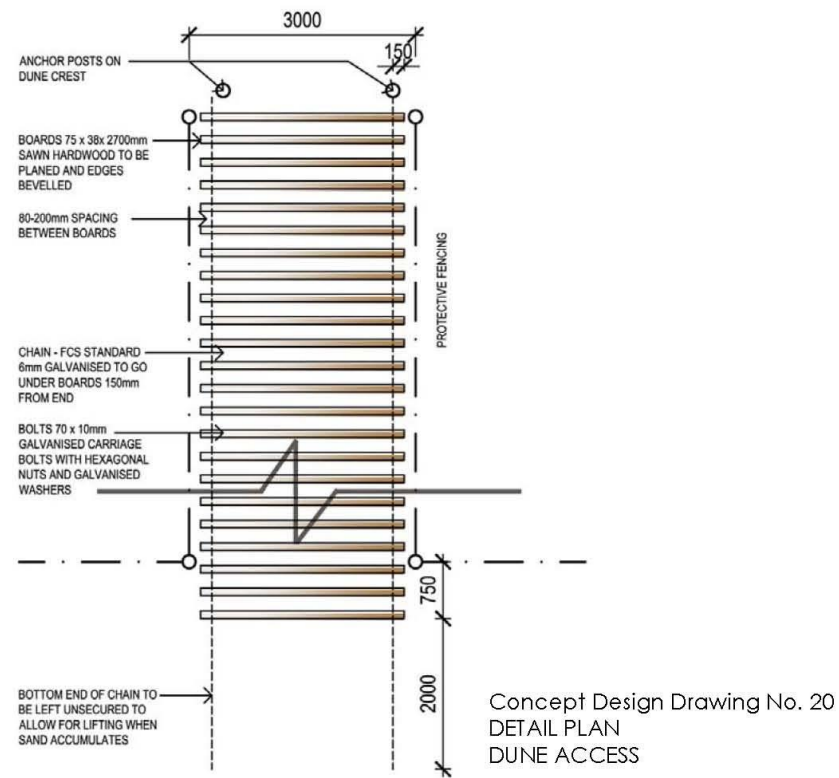 3000
150
ANCHOR POSTS ON
DUNE CREST
BOARDS 75 x 38x 2700mm
SAWN HARDWOOD TO BE
PLANED AND EDGES
BEVELLED
80-200mm SPACING
BETWEEN BOARDS
PROTECTIVE FENCING
CHAIN - FCS STANDARD
6mm GALVANISED TO GO
UNDER BOARDS 150mm
FROM END
BOLTS 70 x 10mm
GALVANISED CARRIAGE
BOLTS WITH HEXAGONAL
NUTS AND GALVANISED
WASHERS
750
2000
BOTTOM END OF CHAIN TO
BE LEFT UNSECURED TO
ALLOW FOR LIFTING WHEN
SAND ACCUMULATES
Concept Design Drawing No. 20
DETAIL PLAN
DUNE ACCESS